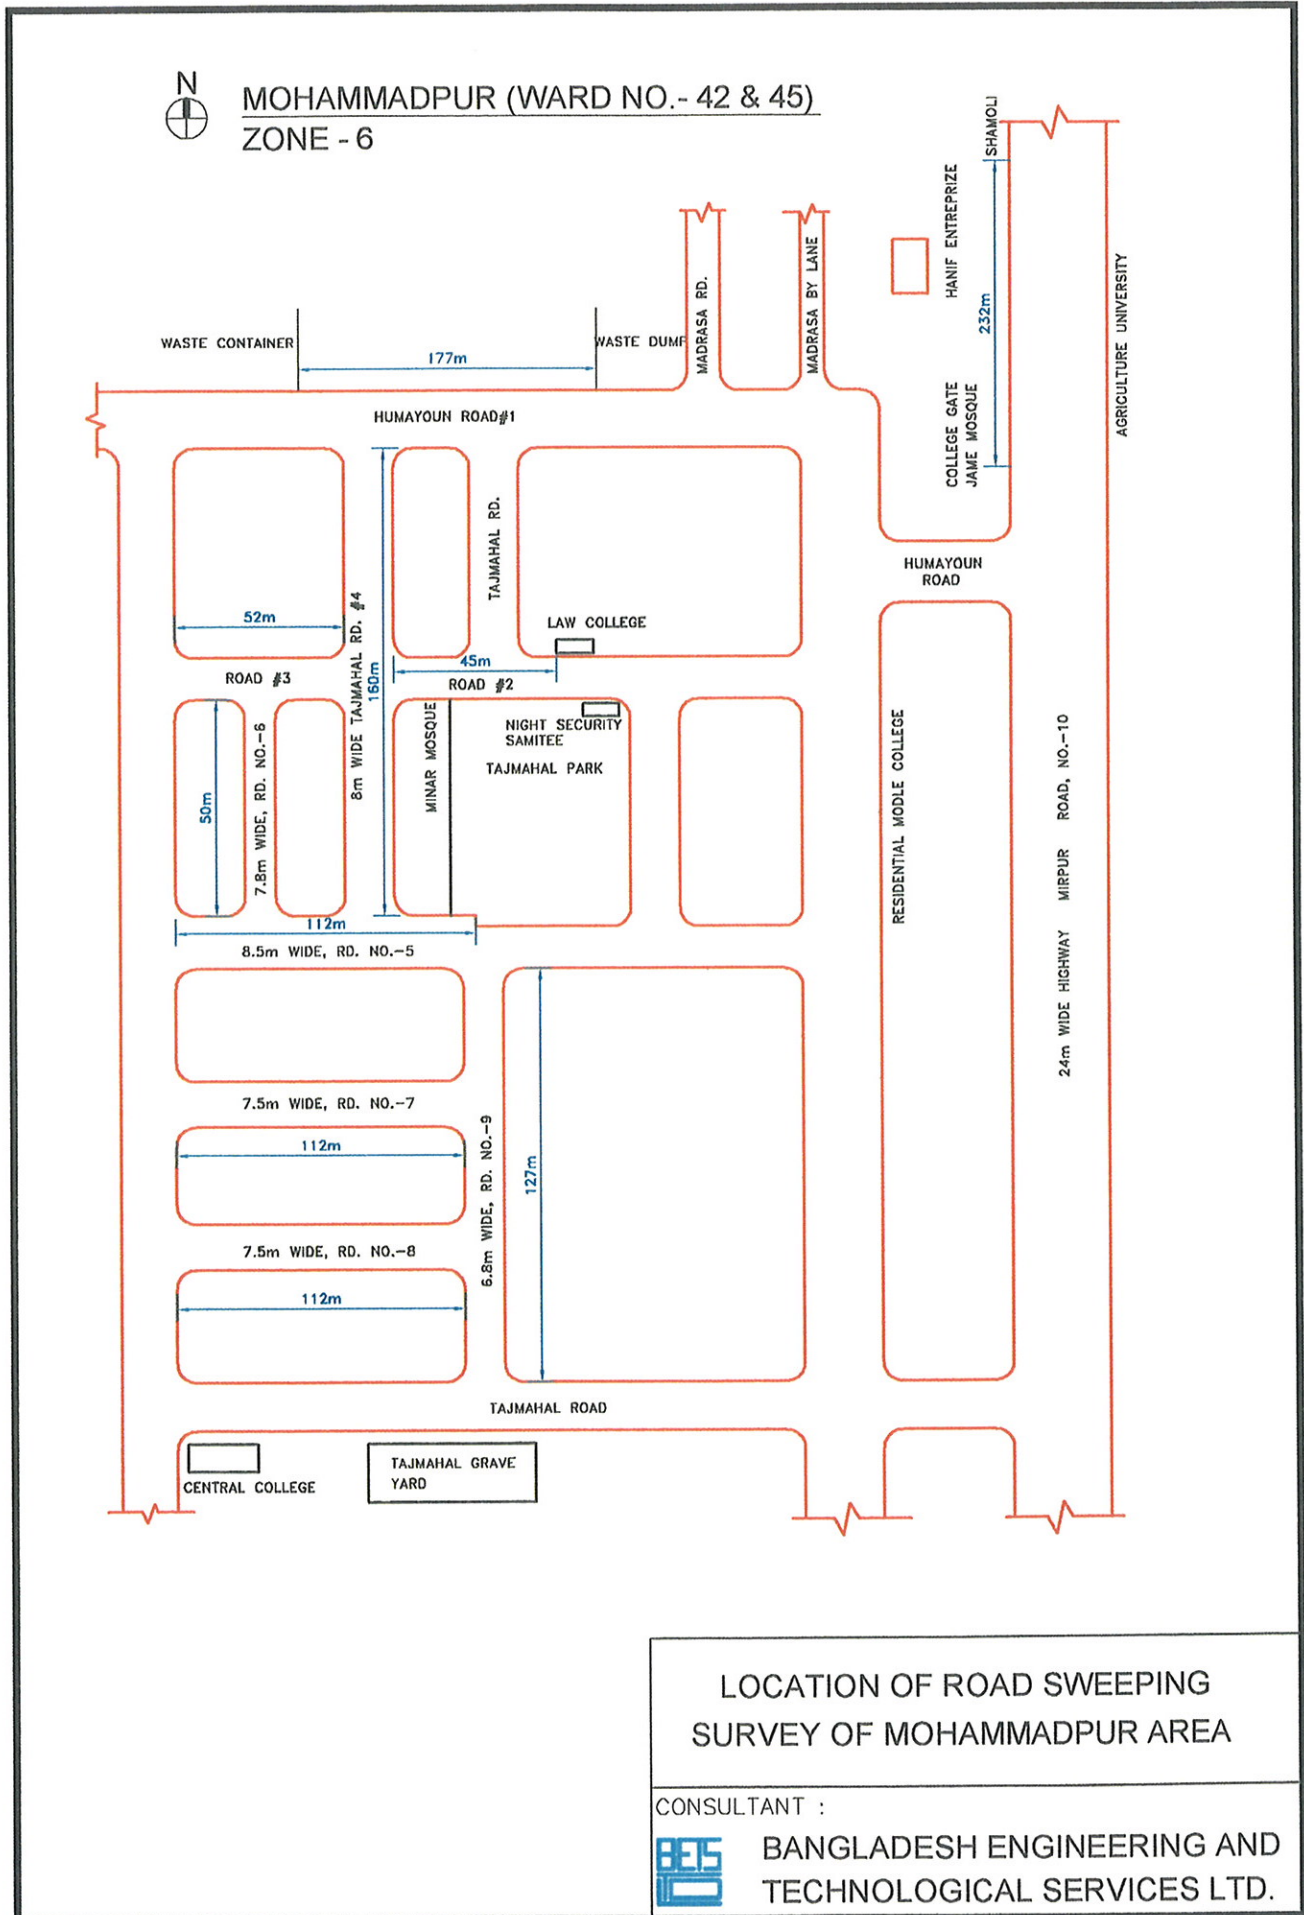 N
MOHAMMADPUR (WARD NO.- 42 & 45)
ZONE - 6
SHAMOLI
HANIF ENTREPRIZE
232m
COLLEGE GATE
JAME MOSQUE
AGRICULTURE UNIVERSITY
MADRASA RD.
MADRASA BY LANE
WASTE CONTAINER
177m
WASTE DUMP
HUMAYOUN ROAD#1
TAJMAHAL RD.
HUMAYOUN
ROAD
52m
8m WIDE TAJMAHAL RD. #4
160m
LAW COLLEGE
45m
ROAD #3
ROAD #2
MINAR MOSQUE
NIGHT SECURITY
SAMITEE
TAJMAHAL PARK
50m
7.8m WIDE, RD. NO.-6
RESIDENTIAL MODLE COLLEGE
24m WIDE HIGHWAY MIRPUR ROAD, NO.-10
112m
8.5m WIDE, RD. NO.-5
7.5m WIDE, RD. NO.-7
112m
6.8m WIDE, RD. NO.-9
127m
7.5m WIDE, RD. NO.-8
112m
TAJMAHAL ROAD
CENTRAL COLLEGE
TAJMAHAL GRAVE
YARD
LOCATION OF ROAD SWEEPING
SURVEY OF MOHAMMADPUR AREA
CONSULTANT :
BETS
LTD
BANGLADESH ENGINEERING AND
TECHNOLOGICAL SERVICES LTD.